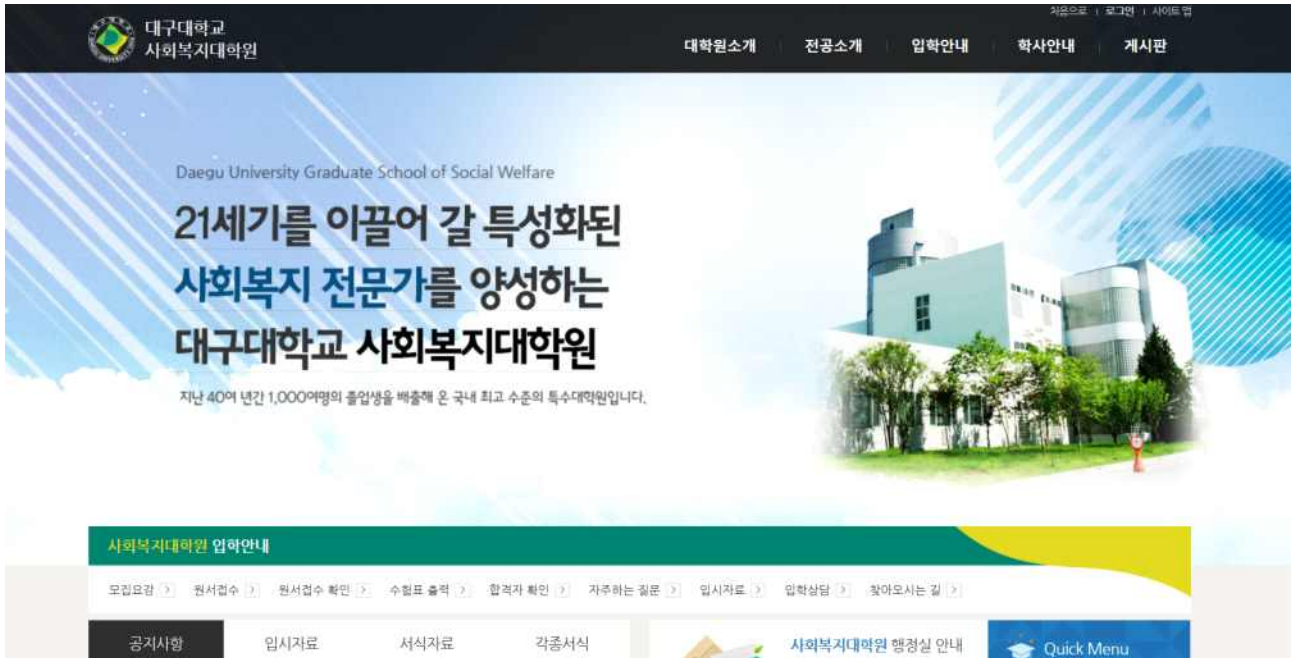 처음으로 | 로그인 | 사이트맵
대구대학교
사회복지대학원
대학원소개 전공소개 입학안내 학사안내 게시판
Daegu University Graduate School of Social Welfare
21세기를 이끌어 갈 특성화된
사회복지 전문가를 양성하는
대구대학교 사회복지대학원
지난 40여 년간 1,000여명의 졸업생을 배출해 온 국내 최고 수준의 특수대학원입니다.
사회복지대학원 입학안내
모집요강 > 원서접수 > 원서접수 확인 > 수험표 출력 > 합격자 확인 > 자주하는 질문 > 입시자료 > 입학상담 > 찾아오시는 길 >
공지사항 입시자료 서식자료 각종서식 사회복지대학원 행정실 안내 Quick Menu